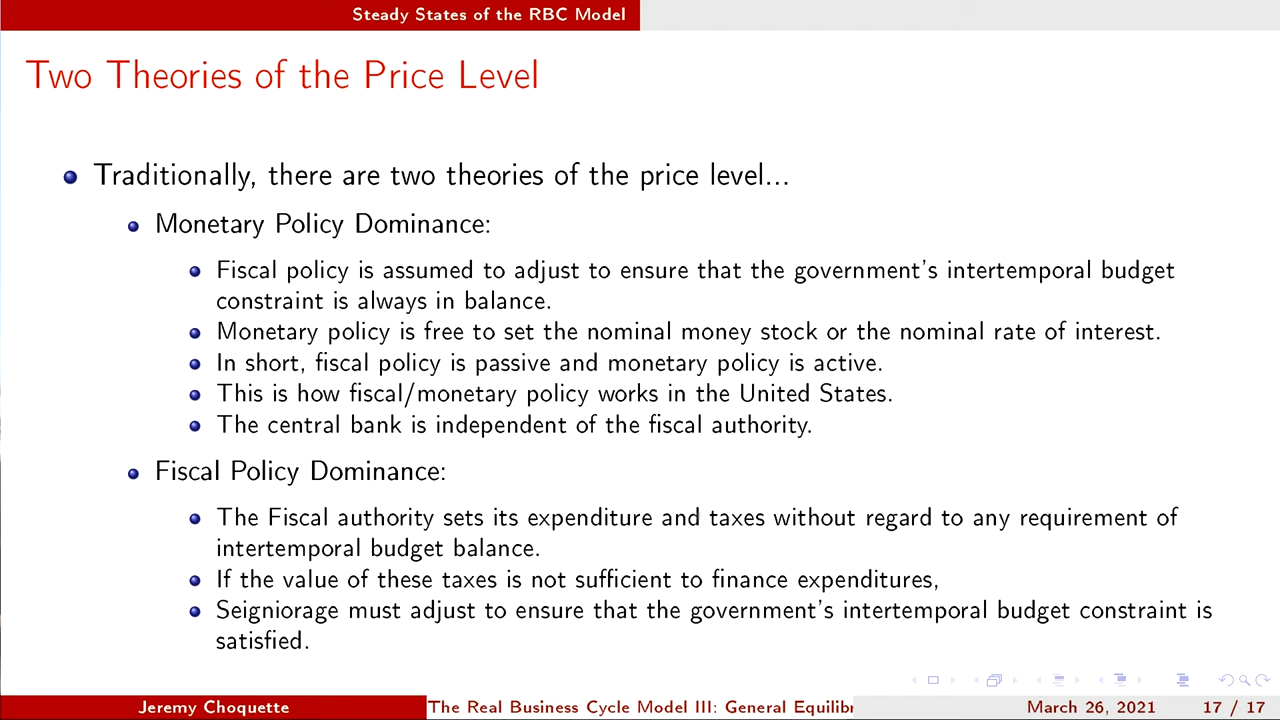 Steady States of the RBC Model
Two Theories of the Price Level
Traditionally, there are two theories of the price level...
Monetary Policy Dominance:
Fiscal policy is assumed to adjust to ensure that the government's intertemporal budget
constraint is always in balance.
Monetary policy is free to set the nominal money stock or the nominal rate of interest.
In short, fiscal policy is passive and monetary policy is active.
This is how fiscal/monetary policy works in the United States.
The central bank is independent of the fiscal authority.
Fiscal Policy Dominance:
The Fiscal authority sets its expenditure and taxes without regard to any requirement of
intertemporal budget balance.
If the value of these taxes is not sufficient to finance expenditures,
Seigniorage must adjust to ensure that the government's intertemporal budget constraint is
satisfied.
Jeremy Choquette The Real Business Cycle Model III: General Equilibr March 26, 2021 17 / 17